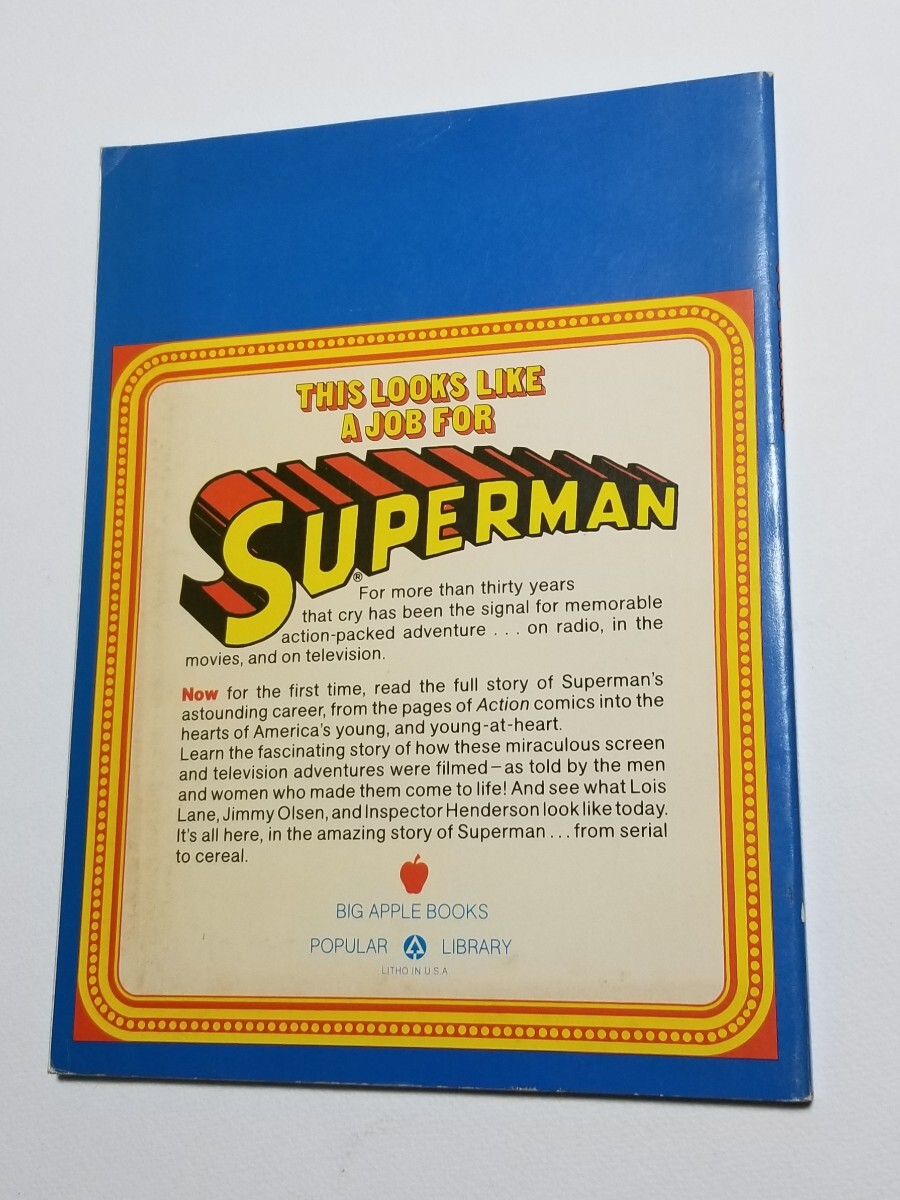 THIS LOOKS LIKE
A JOB FOR
SUPERMAN®
For more than thirty years
that cry has been the signal for memorable
action-packed adventure . . . on radio, in the
movies, and on television.
Now for the first time, read the full story of Superman's
astounding career, from the pages of Action comics into the
hearts of America's young, and young-at-heart.
Learn the fascinating story of how these miraculous screen
and television adventures were filmed–as told by the men
and women who made them come to life! And see what Lois
Lane, Jimmy Olsen, and Inspector Henderson look like today.
It's all here, in the amazing story of Superman . . . from serial
to cereal.
BIG APPLE BOOKS
POPULAR LIBRARY
LITHO IN U.S.A